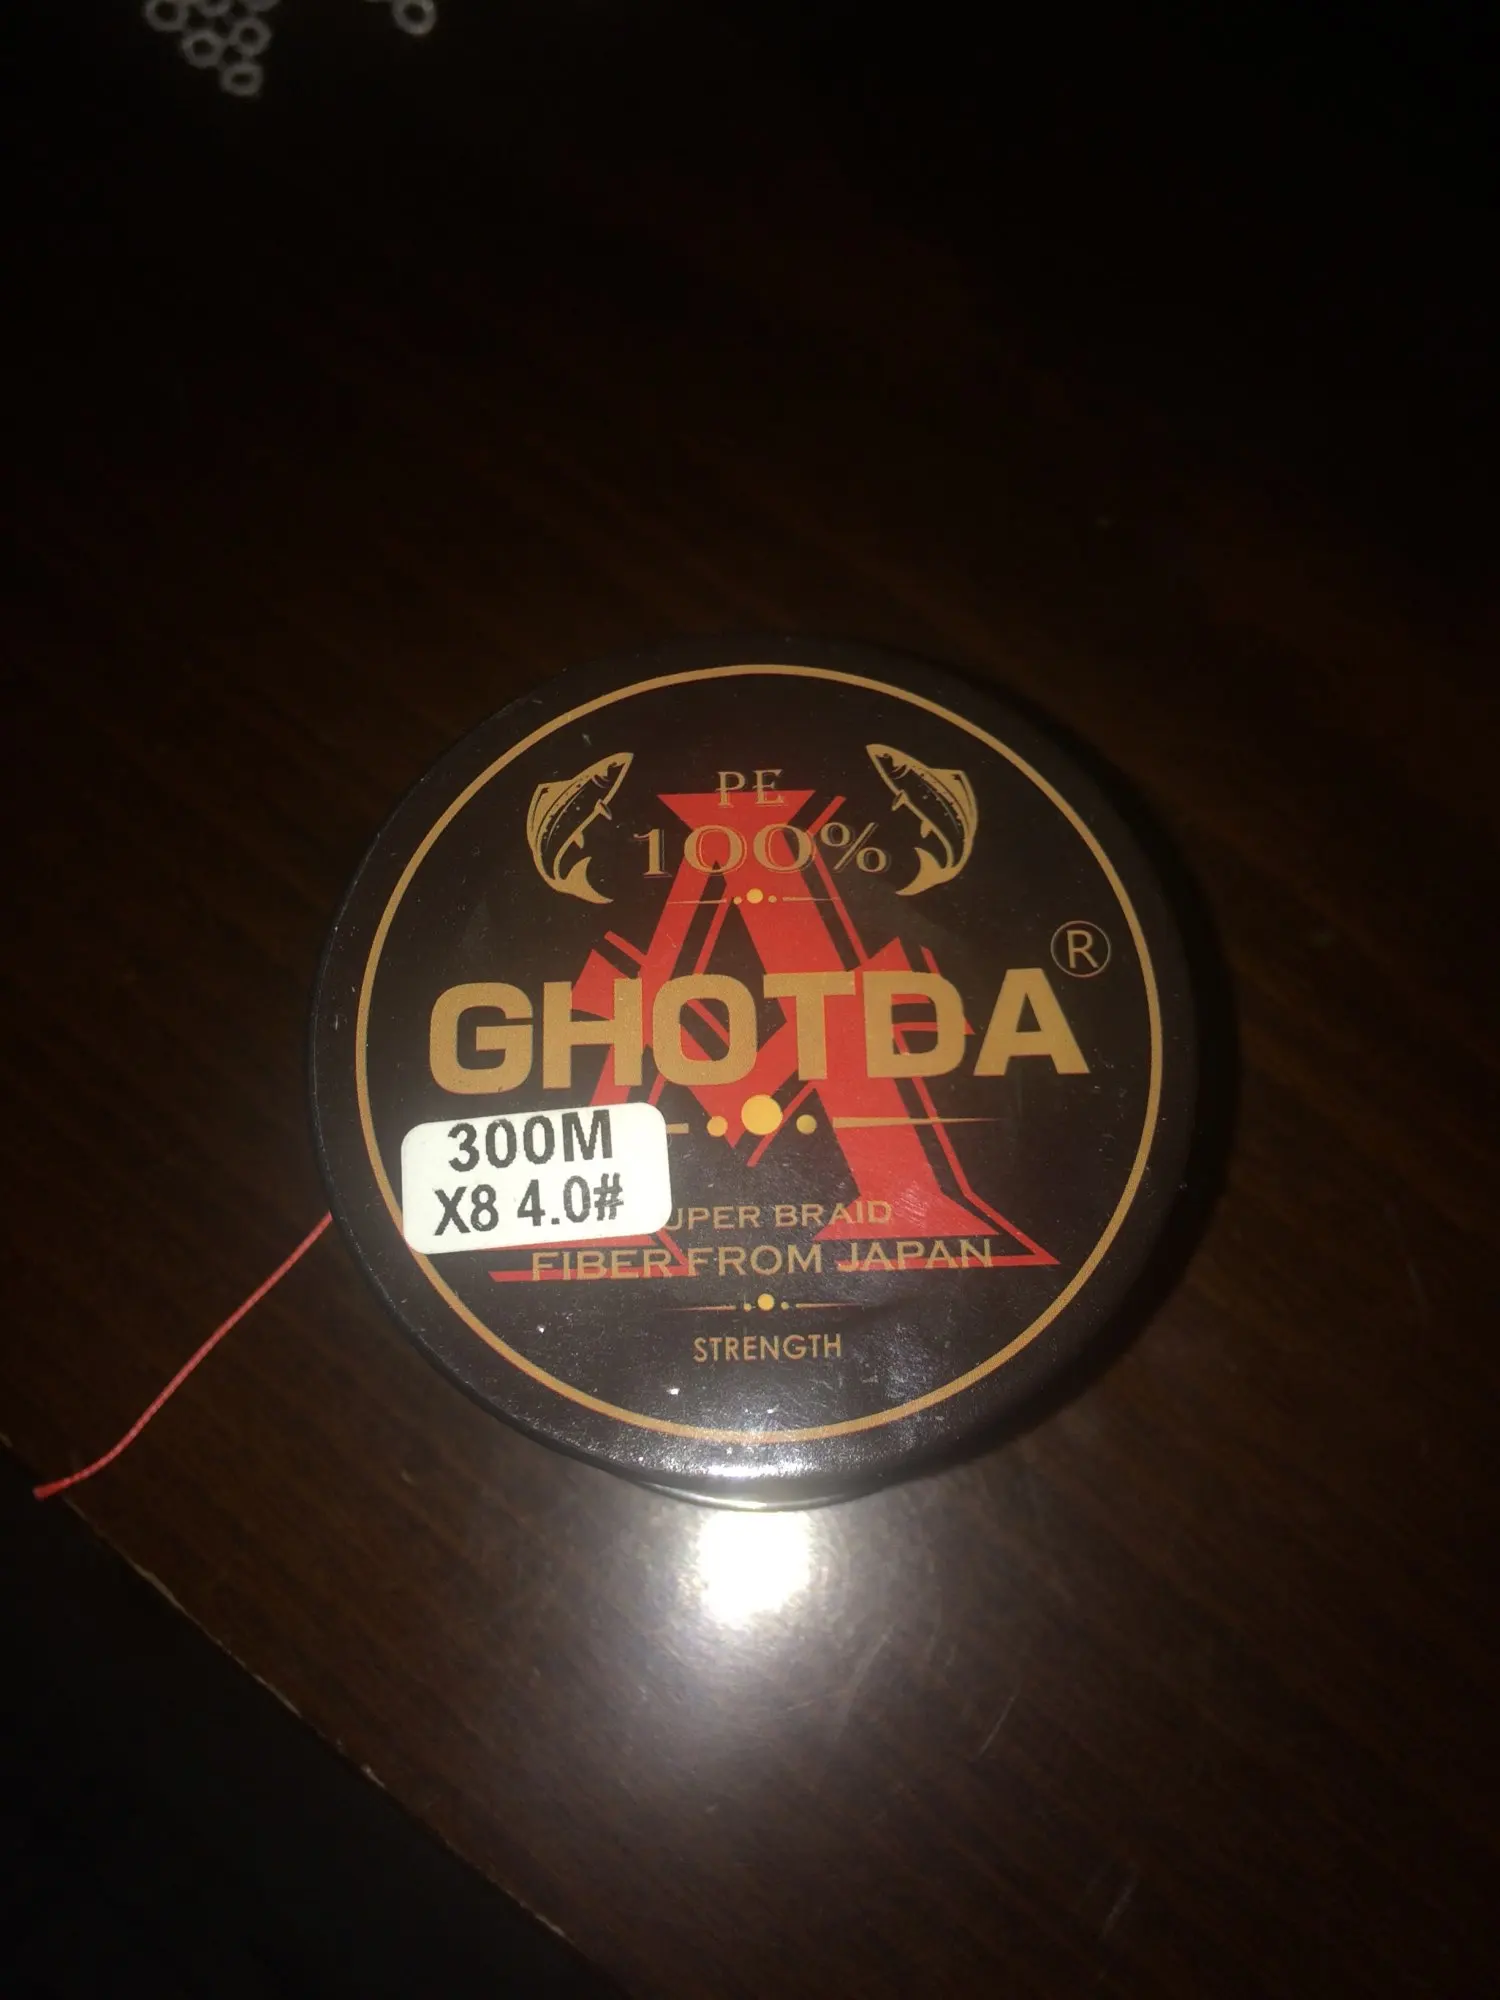 PE
100%
GHOTDA®
300M
X8 4.0#
UPER BRAID
FIBER FROM JAPAN
STRENGTH